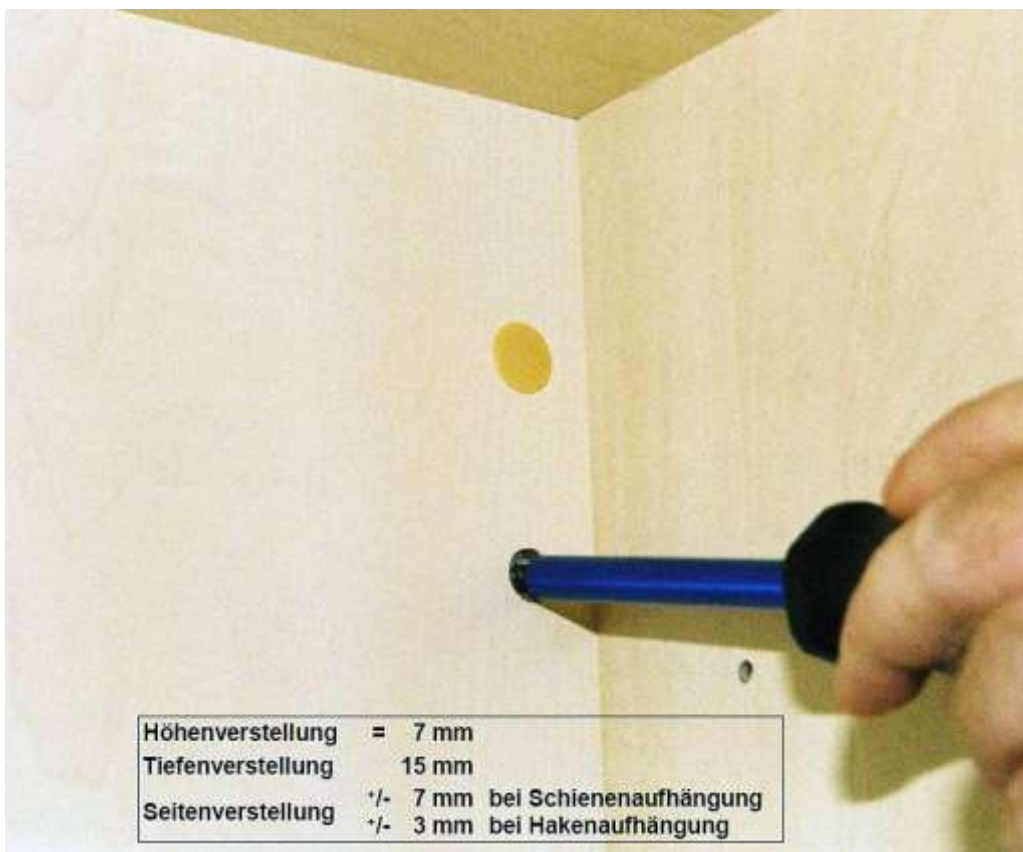 Höhenverstellung = 7 mm
Tiefenverstellung 15 mm
Seitenverstellung +/- 7 mm bei Schienenaufhängung
+/- 3 mm bei Hakenaufhängung